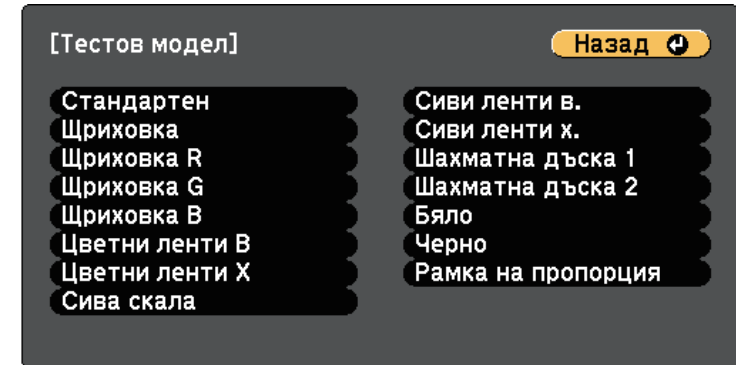 [Тестов модел]
Назад
Стандартен
Щриховка
Щриховка R
Щриховка G
Щриховка B
Цветни ленти В
Цветни ленти Х
Сива скала
Сиви ленти в.
Сиви ленти х.
Шахматна дъска 1
Шахматна дъска 2
Бяло
Черно
Рамка на пропорция